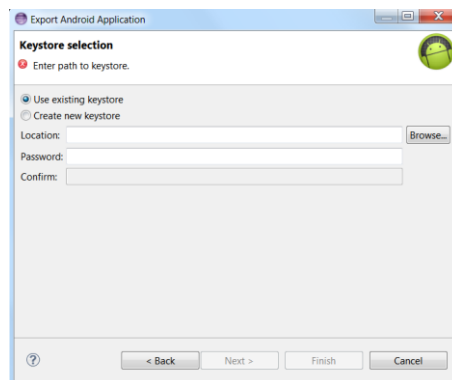 Export Android Application
Keystore selection
Enter path to keystore.
Use existing keystore
Create new keystore
Location:
Browse...
Password:
Confirm:
?
< Back
Next >
Finish
Cancel